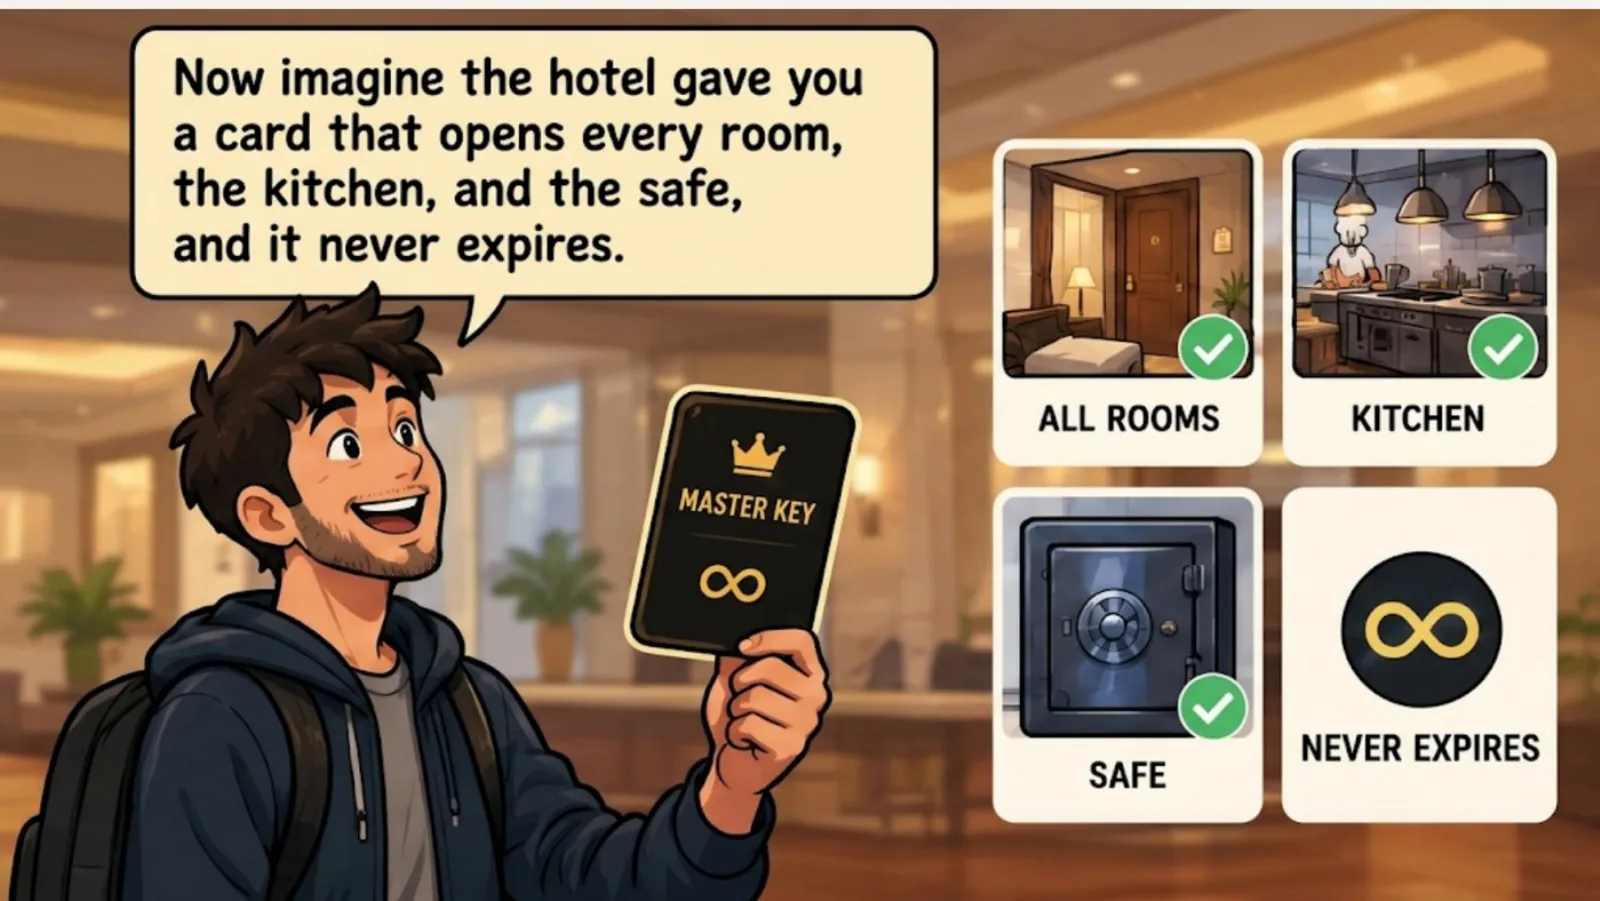 Now imagine the hotel gave you
a card that opens every room,
the kitchen, and the safe,
and it never expires.
MASTER KEY
ALL ROOMS
KITCHEN
SAFE
NEVER EXPIRES